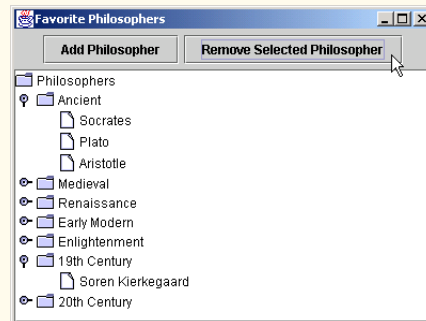 Favorite Philosophers
Add Philosopher Remove Selected Philosopher
Philosophers
Ancient
Socrates
Plato
Aristotle
Medieval
Renaissance
Early Modern
Enlightenment
19th Century
Soren Kierkegaard
20th Century